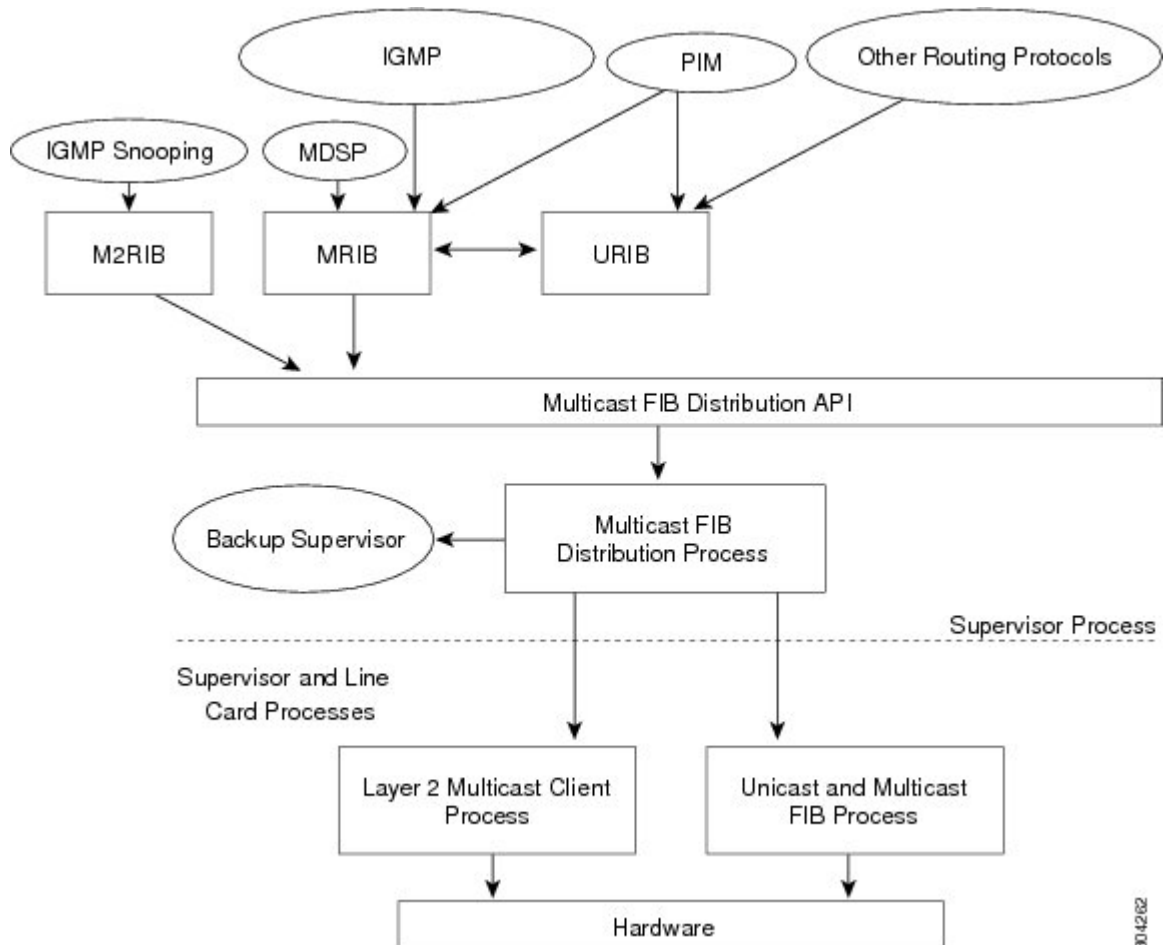 IGMP
PIM
Other Routing Protocols
IGMP Snooping
MDSP
M2RIB
MRIB
URIB
Multicast FIB Distribution API
Backup Supervisor
Multicast FIB
Distribution Process
Supervisor Process
Supervisor and Line
Card Processes
Layer 2 Multicast Client
Process
Unicast and Multicast
FIB Process
Hardware